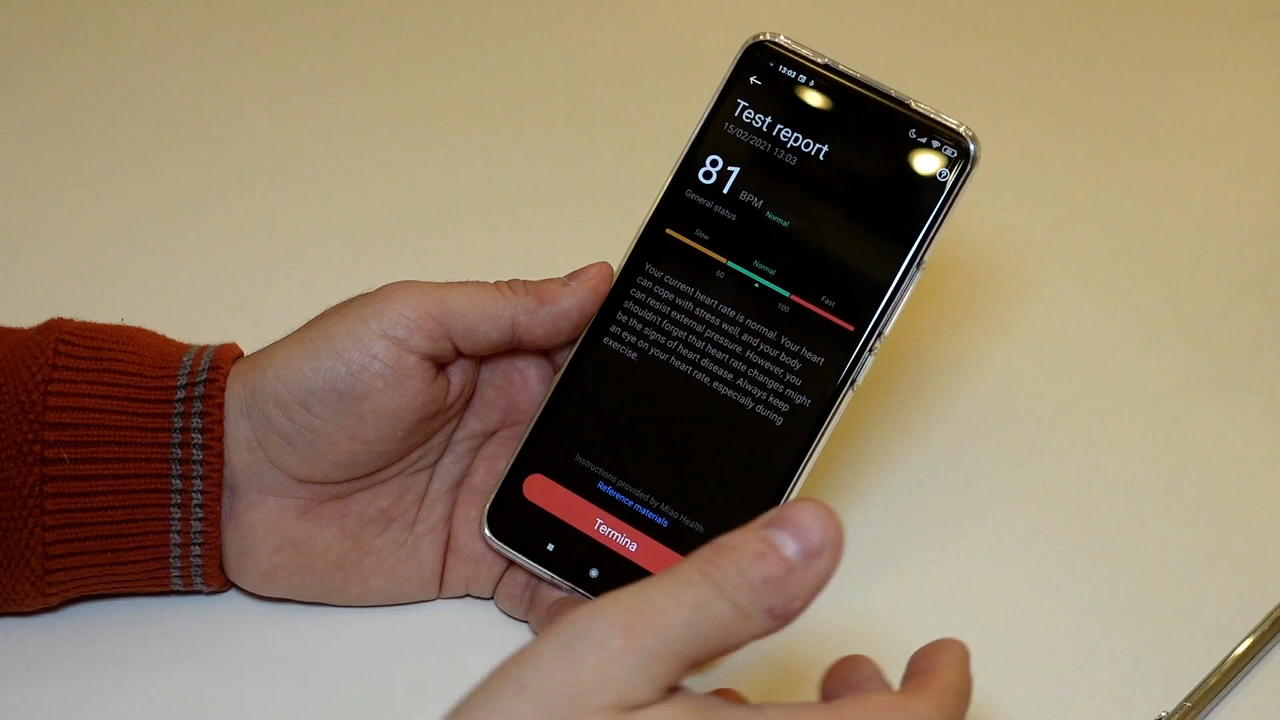 13:03
Test report
15/02/2021 13:03
81 BPM Normal
General status
Slow Normal Fast
60 100
Your current heart rate is normal. Your heart
can cope with stress well, and your body
can resist external pressure. However, you
shouldn't forget that heart rate changes might
be the signs of heart disease. Always keep
an eye on your heart rate, especially during
exercise.
Instructions provided by Miao Health
Reference materials
Termina